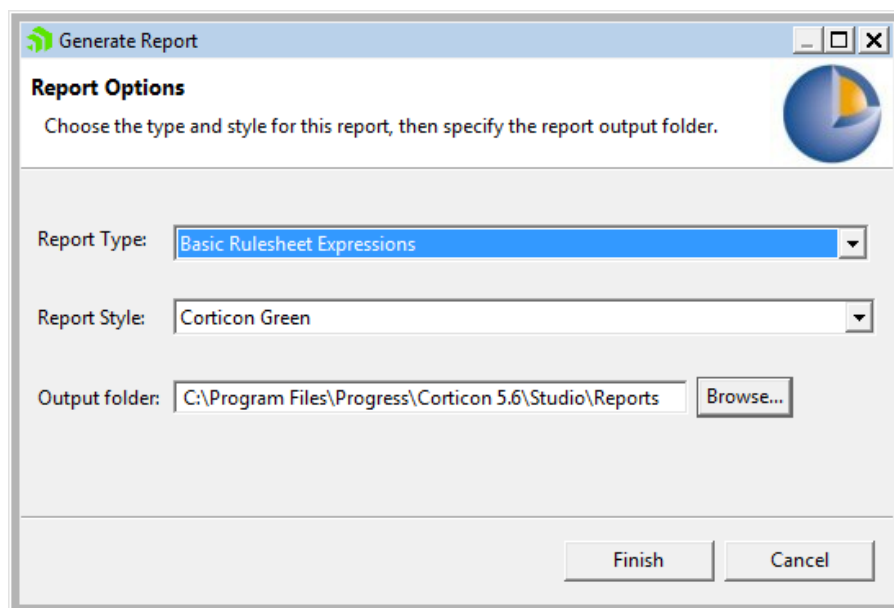 Generate Report
Report Options
Choose the type and style for this report, then specify the report output folder.
Report Type: Basic Rulesheet Expressions
Report Style: Corticon Green
Output folder: C:\Program Files\Progress\Corticon 5.6\Studio\Reports Browse...
Finish Cancel